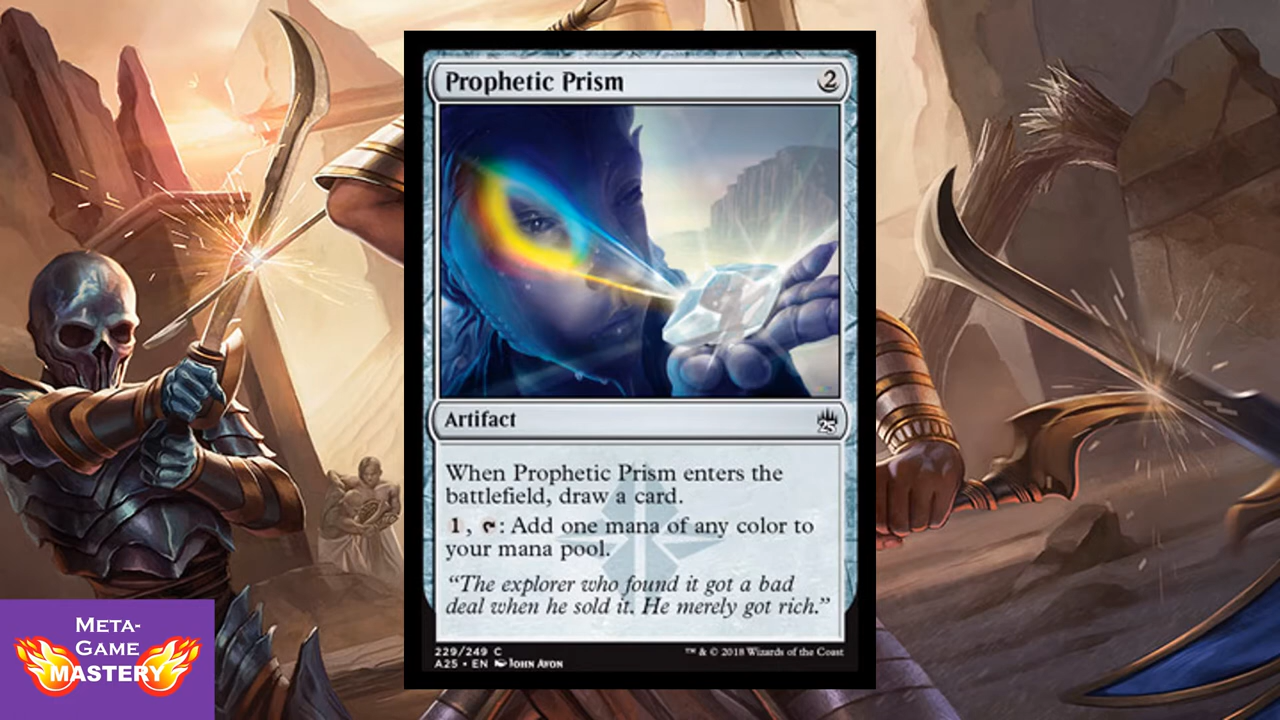 Prophetic Prism 2
Artifact
25
When Prophetic Prism enters the
battlefield, draw a card.
1, : Add one mana of any color to
your mana pool.
"The explorer who found it got a bad
deal when he sold it. He merely got rich."
229/249 C
A25 • EN John Avon
™ & © 2018 Wizards of the Coast
META-
GAME
MASTERY